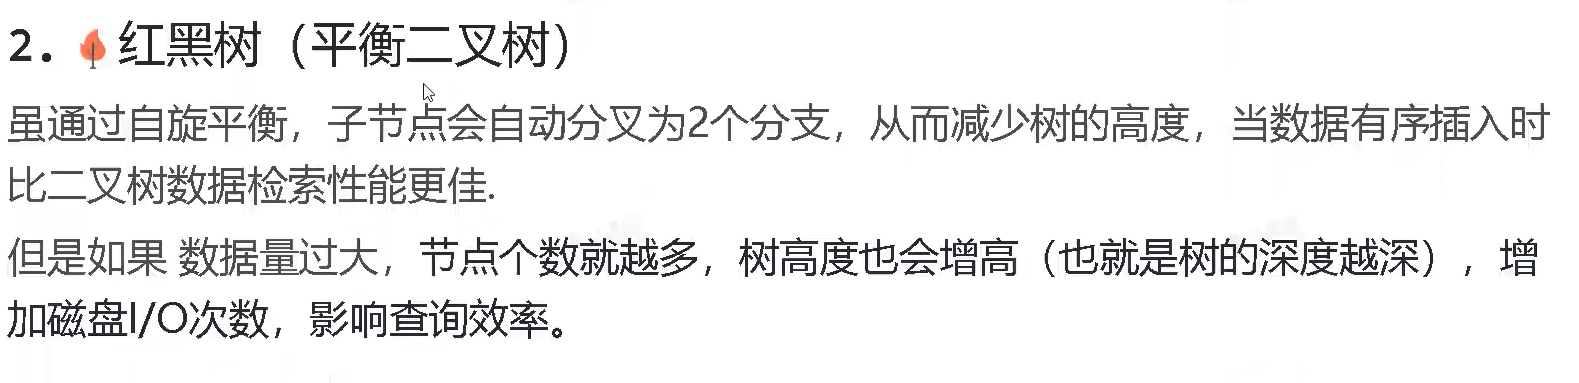 2. 红黑树（平衡二叉树）
虽通过自旋平衡，子节点会自动分叉为2个分支，从而减少树的高度，当数据有序插入时
比二叉树数据检索性能更佳.
但是如果 数据量过大，节点个数就越多，树高度也会增高（也就是树的深度越深），增
加磁盘I/O次数，影响查询效率。